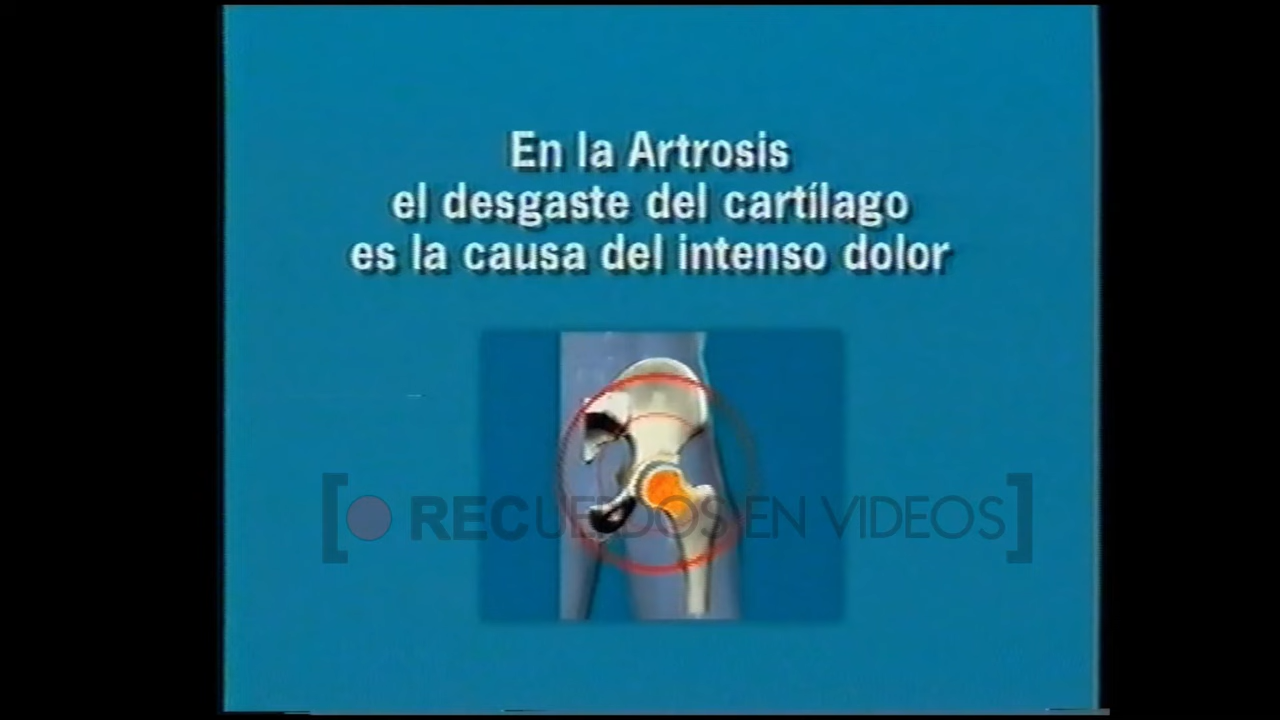 En la Artrosis
el desgaste del cartílago
es la causa del intenso dolor
[RECUERDOS EN VIDEOS]